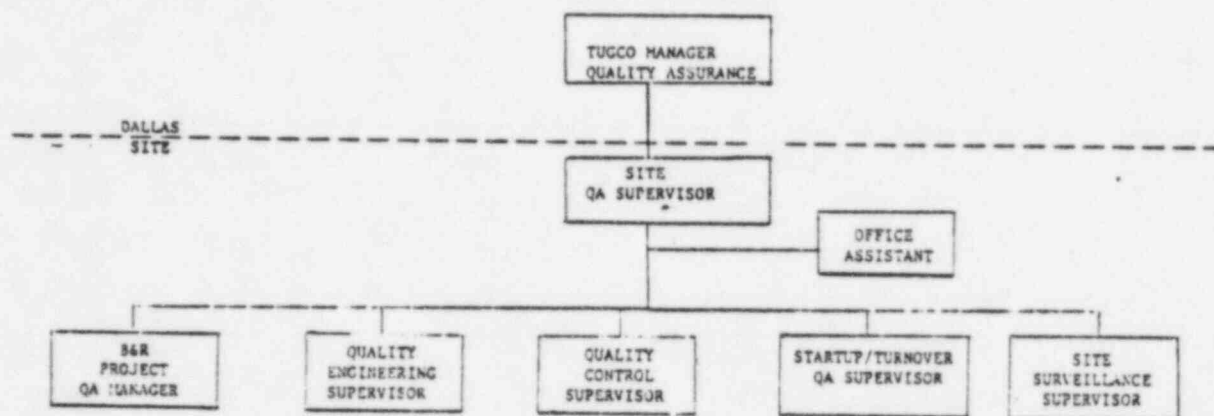 TUGCO MANAGER
QUALITY ASSURANCE
DALLAS
SITE
SITE
QA SUPERVISOR
OFFICE
ASSISTANT
B&R
PROJECT
QA MANAGER
QUALITY
ENGINEERING
SUPERVISOR
QUALITY
CONTROL
SUPERVISOR
STARTUP/TURNOVER
QA SUPERVISOR
SITE
SURVEILLANCE
SUPERVISOR